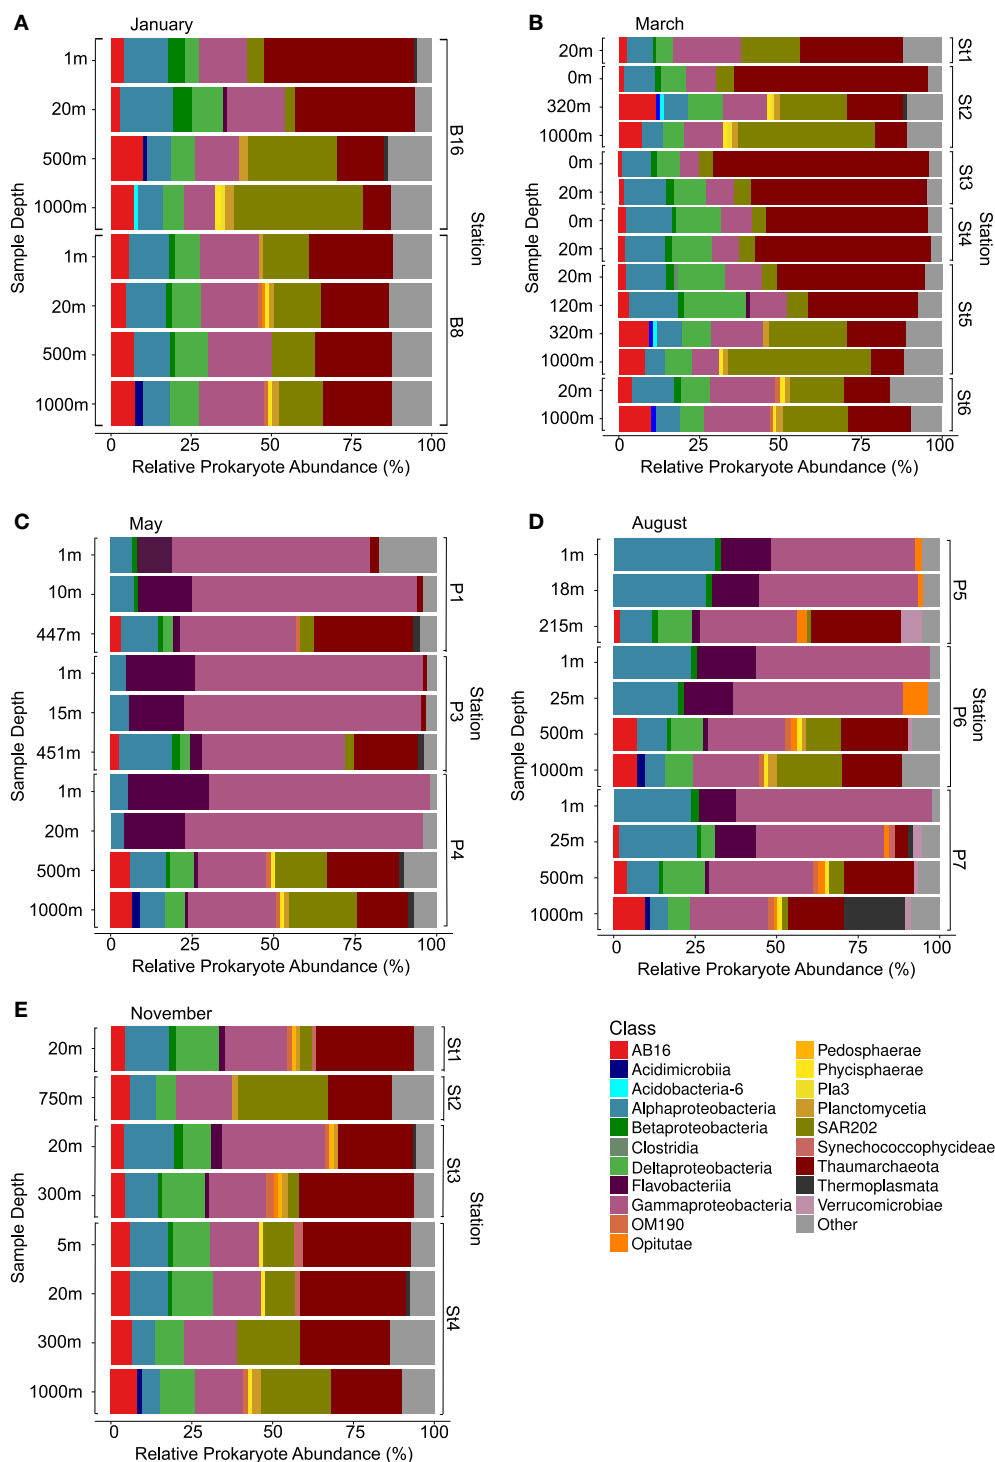 A
January
1m
20m
500m
1000m
1m
20m
500m
1000m
B16
B8
Sample Depth
Station
0 25 50 75 100
Relative Prokaryote Abundance (%)
B
March
20m
0m
320m
1000m
0m
20m
0m
20m
20m
120m
320m
1000m
20m
1000m
St1
St2
St3
St4
St5
St6
Sample Depth
Station
0 25 50 75 100
Relative Prokaryote Abundance (%)
C
May
1m
10m
447m
1m
15m
451m
1m
20m
500m
1000m
P1
P3
P4
Sample Depth
Station
0 25 50 75 100
Relative Prokaryote Abundance (%)
D
August
1m
18m
215m
1m
25m
500m
1000m
1m
25m
500m
1000m
P5
P6
P7
Sample Depth
Station
0 25 50 75 100
Relative Prokaryote Abundance (%)
E
November
20m
750m
20m
300m
5m
20m
300m
1000m
St1
St2
St3
St4
Sample Depth
Station
0 25 50 75 100
Relative Prokaryote Abundance (%)
Class
AB16
Acidimicrobiia
Acidobacteria-6
Alphaproteobacteria
Betaproteobacteria
Clostridia
Deltaproteobacteria
Flavobacteriia
Gammaproteobacteria
OM190
Opitutae
Pedosphaerae
Phycisphaerae
Pla3
Planctomycetia
SAR202
Synechococcophycideae
Thaumarchaeota
Thermoplasmata
Verrucomicrobiae
Other